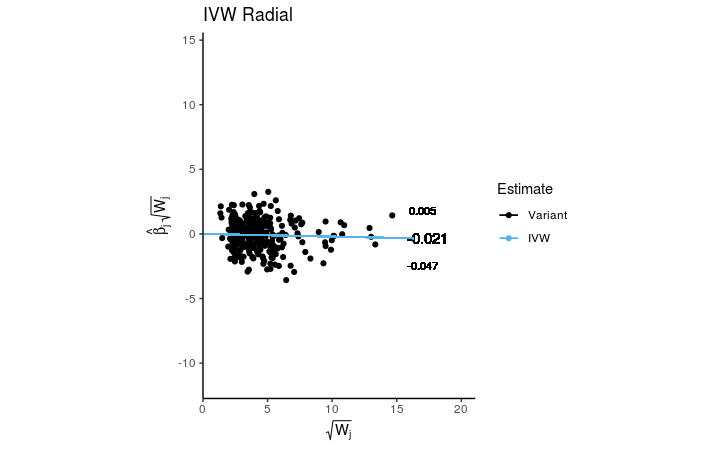 IVW Radial
15
10
5
0
-5
-10
β̂j√Wj
0.005
-0.021
-0.047
0 5 10 15 20
√Wj
Estimate
Variant
IVW